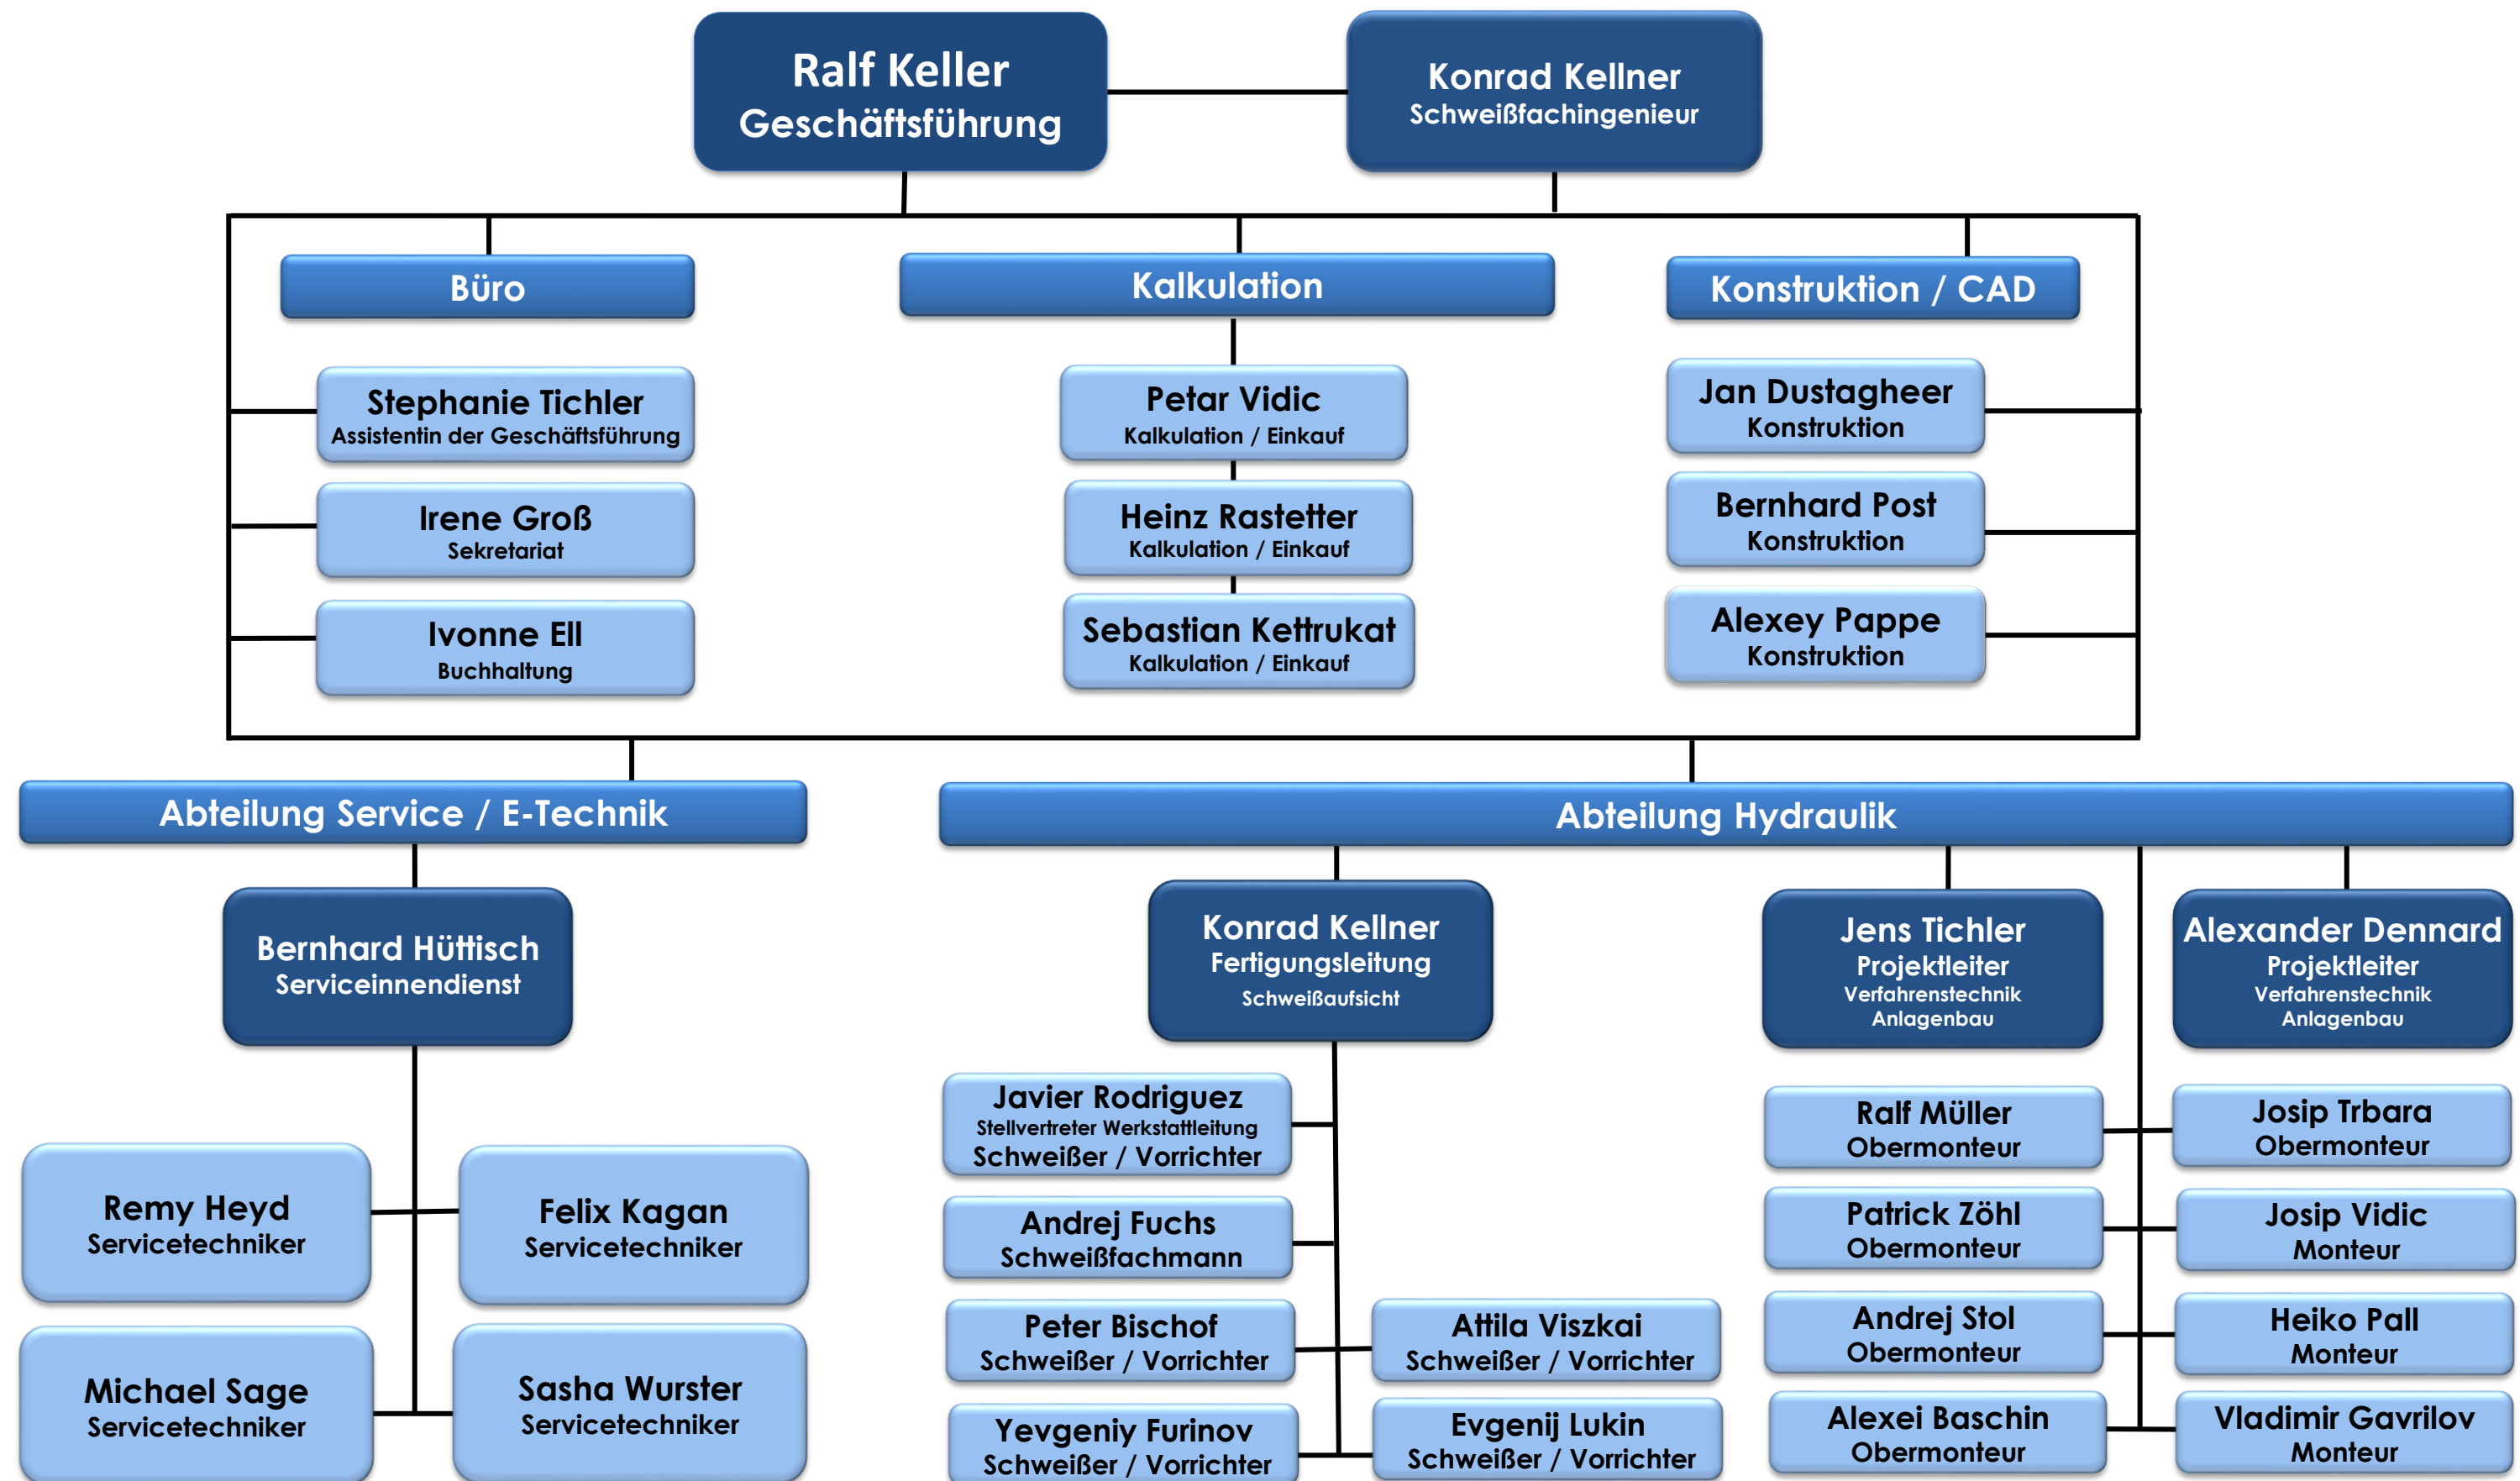 Ralf Keller
Geschäftsführung
Konrad Kellner
Schweißfachingenieur
Büro
Kalkulation
Konstruktion / CAD
Stephanie Tichler
Assistentin der Geschäftsführung
Irene Groß
Sekretariat
Ivonne Ell
Buchhaltung
Petar Vidic
Kalkulation / Einkauf
Heinz Rastetter
Kalkulation / Einkauf
Sebastian Kettrukat
Kalkulation / Einkauf
Jan Dustagheer
Konstruktion
Bernhard Post
Konstruktion
Alexey Pappe
Konstruktion
Abteilung Service / E-Technik
Abteilung Hydraulik
Bernhard Hüttisch
Serviceinnendienst
Remy Heyd
Servicetechniker
Felix Kagan
Servicetechniker
Michael Sage
Servicetechniker
Sasha Wurster
Servicetechniker
Konrad Kellner
Fertigungsleitung
Schweißaufsicht
Javier Rodriguez
Stellvertreter Werkstattleitung
Schweißer / Vorrichter
Andrej Fuchs
Schweißfachmann
Peter Bischof
Schweißer / Vorrichter
Attila Viszkai
Schweißer / Vorrichter
Yevgeniy Furinov
Schweißer / Vorrichter
Evgenij Lukin
Schweißer / Vorrichter
Jens Tichler
Projektleiter
Verfahrenstechnik
Anlagenbau
Alexander Dennard
Projektleiter
Verfahrenstechnik
Anlagenbau
Ralf Müller
Obermonteur
Josip Trbara
Obermonteur
Patrick Zöhl
Obermonteur
Josip Vidic
Monteur
Andrej Stol
Obermonteur
Heiko Pall
Monteur
Alexei Baschin
Obermonteur
Vladimir Gavrilov
Monteur